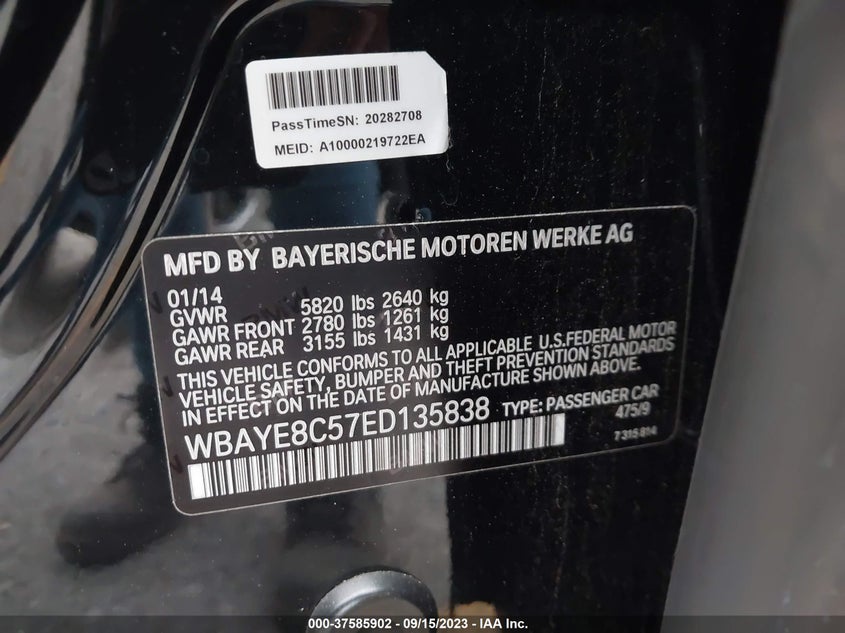 PassTimeSN: 20282708
MEID: A10000219722EA
MFD BY BAYERISCHE MOTOREN WERKE AG
01/14
GVWR 5820 lbs 2640 kg
GAWR FRONT 2780 lbs 1261 kg
GAWR REAR 3155 lbs 1431 kg
THIS VEHICLE CONFORMS TO ALL APPLICABLE U.S.FEDERAL MOTOR
VEHICLE SAFETY, BUMPER AND THEFT PREVENTION STANDARDS
IN EFFECT ON THE DATE OF MANUFACTURE SHOWN ABOVE.
WBAYE8C57ED135838 TYPE: PASSENGER CAR
475/9
7315814
000-37585902 - 09/15/2023 - IAA Inc.